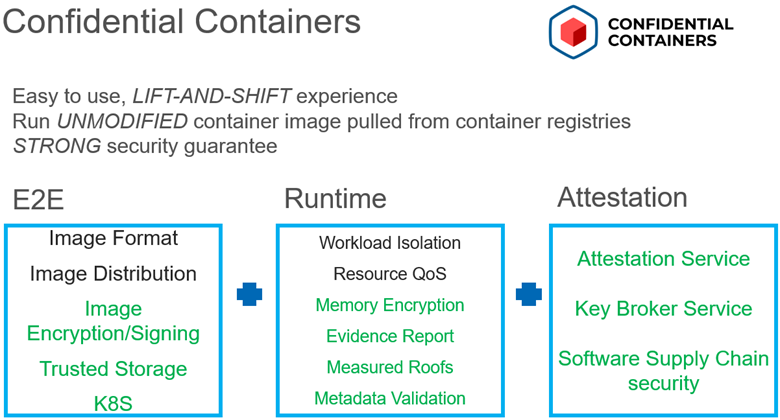 Confidential Containers
CONFIDENTIAL
CONTAINERS
Easy to use, LIFT-AND-SHIFT experience
Run UNMODIFIED container image pulled from container registries
STRONG security guarantee
E2E
Image Format
Image Distribution
Image
Encryption/Signing
Trusted Storage
K8S
Runtime
Workload Isolation
Resource QoS
Memory Encryption
Evidence Report
Measured Roofs
Metadata Validation
Attestation
Attestation Service
Key Broker Service
Software Supply Chain
security